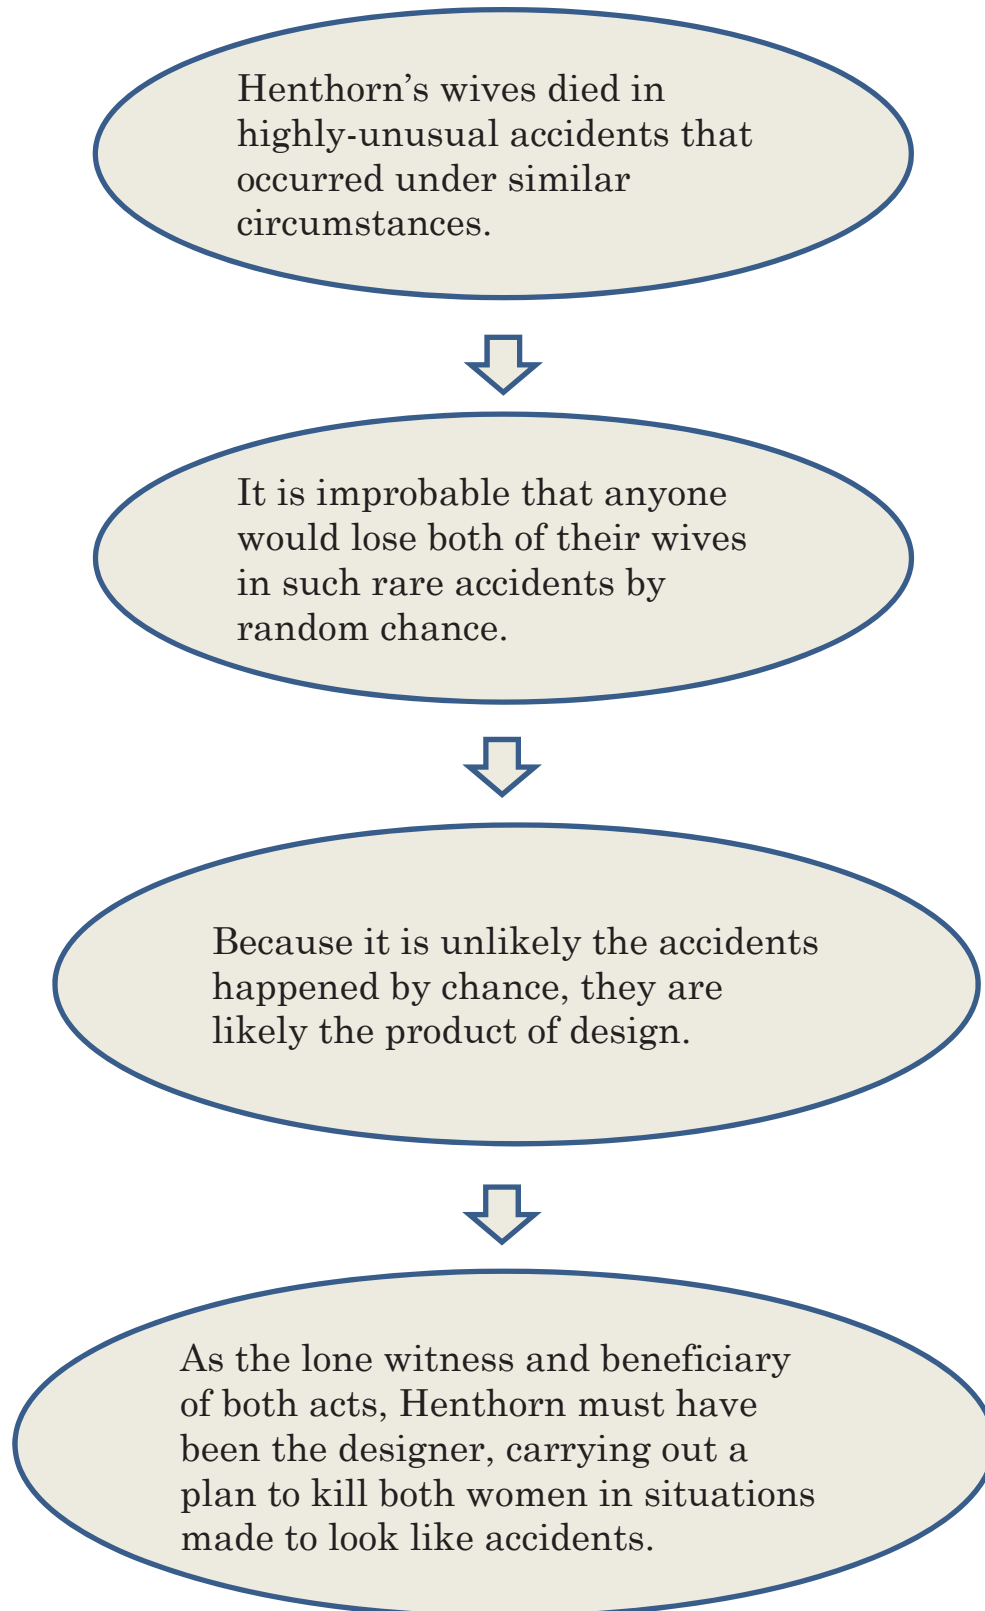 Henthorn’s wives died in
highly-unusual accidents that
occurred under similar
circumstances.
It is improbable that anyone
would lose both of their wives
in such rare accidents by
random chance.
Because it is unlikely the accidents
happened by chance, they are
likely the product of design.
As the lone witness and beneficiary
of both acts, Henthorn must have
been the designer, carrying out a
plan to kill both women in situations
made to look like accidents.